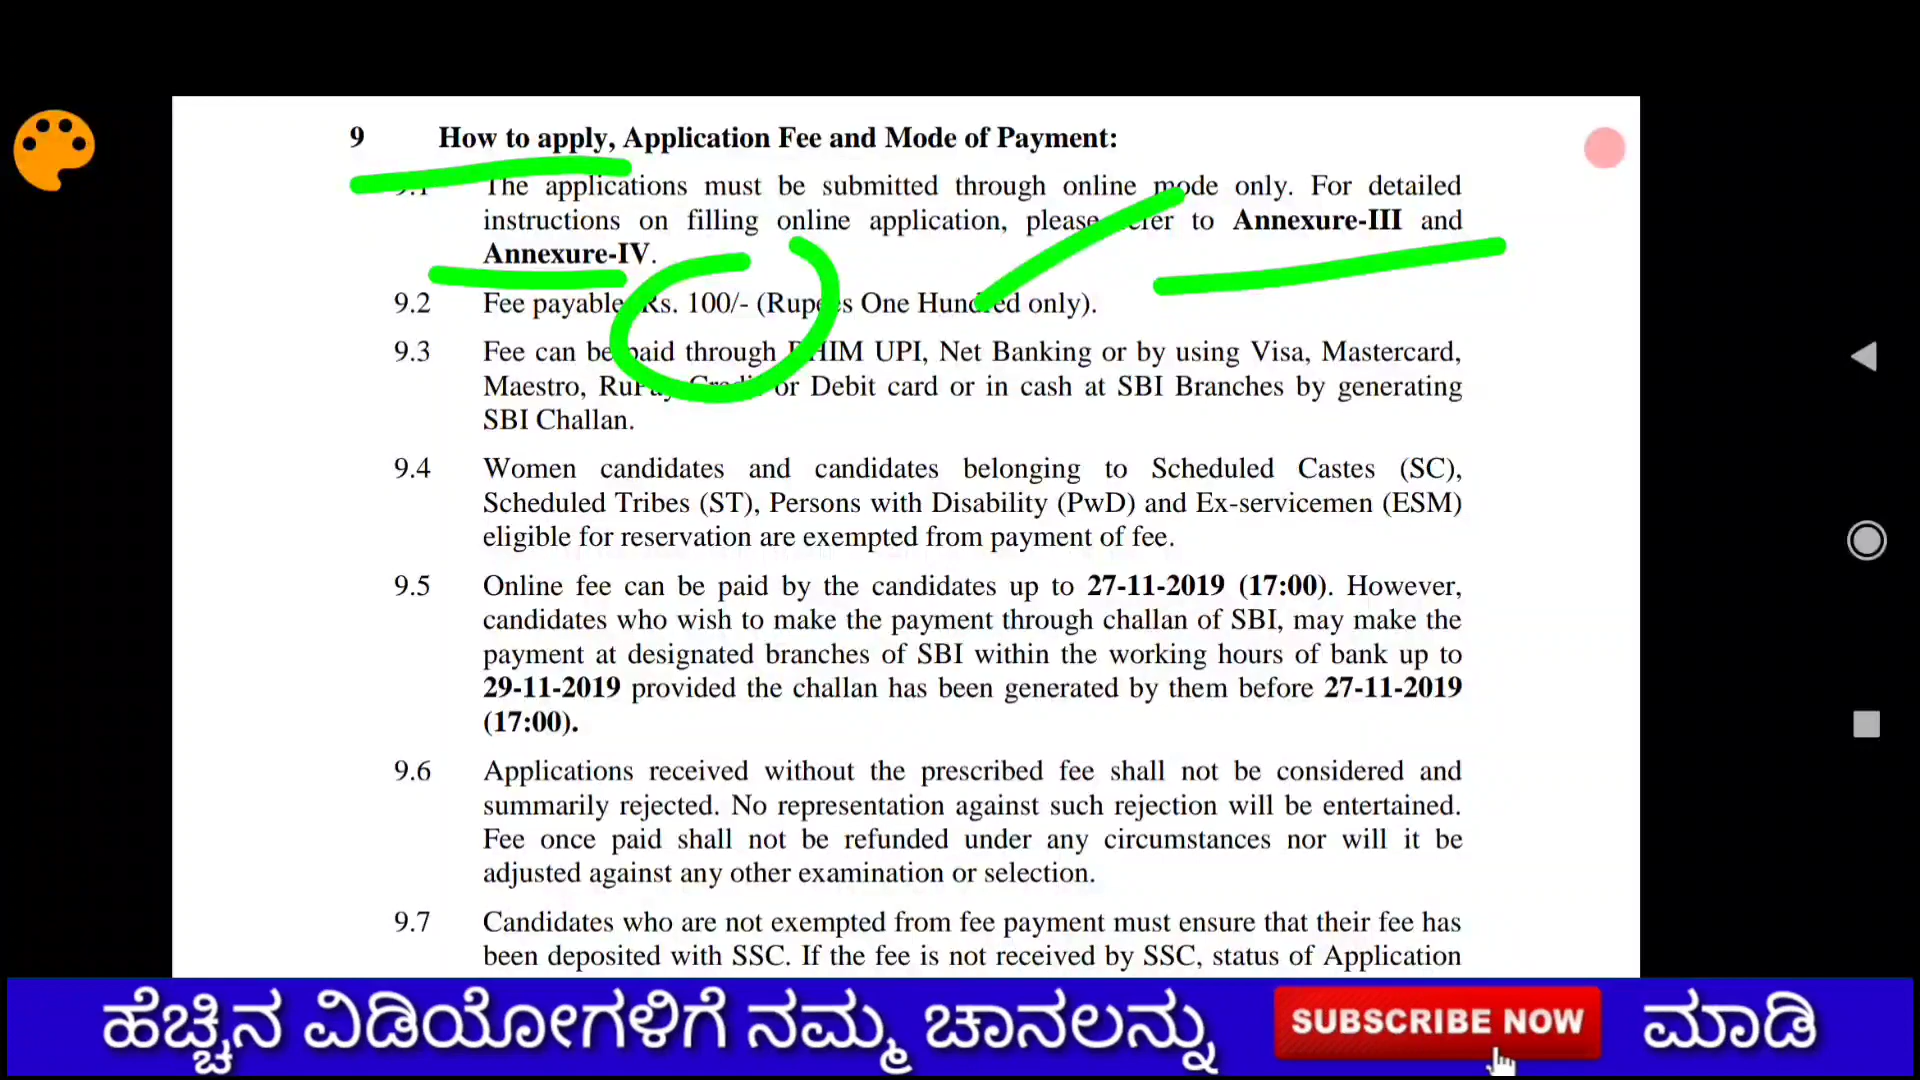 9 How to apply, Application Fee and Mode of Payment:
The applications must be submitted through online mode only. For detailed
instructions on filling online application, please refer to Annexure-III and
Annexure-IV.
9.2 Fee payable: Rs. 100/- (Rupees One Hundred only).
9.3 Fee can be paid through BHIM UPI, Net Banking or by using Visa, Mastercard,
Maestro, RuPay Credit or Debit card or in cash at SBI Branches by generating
SBI Challan.
9.4 Women candidates and candidates belonging to Scheduled Castes (SC),
Scheduled Tribes (ST), Persons with Disability (PwD) and Ex-servicemen (ESM)
eligible for reservation are exempted from payment of fee.
9.5 Online fee can be paid by the candidates up to 27-11-2019 (17:00). However,
candidates who wish to make the payment through challan of SBI, may make the
payment at designated branches of SBI within the working hours of bank up to
29-11-2019 provided the challan has been generated by them before 27-11-2019
(17:00).
9.6 Applications received without the prescribed fee shall not be considered and
summarily rejected. No representation against such rejection will be entertained.
Fee once paid shall not be refunded under any circumstances nor will it be
adjusted against any other examination or selection.
9.7 Candidates who are not exempted from fee payment must ensure that their fee has
been deposited with SSC. If the fee is not received by SSC, status of Application
ಹೆಚ್ಚಿನ ವಿಡಿಯೋಗಳಿಗೆ ನಮ್ಮ ಚಾನಲನ್ನು SUBSCRIBE NOW ಮಾಡಿ